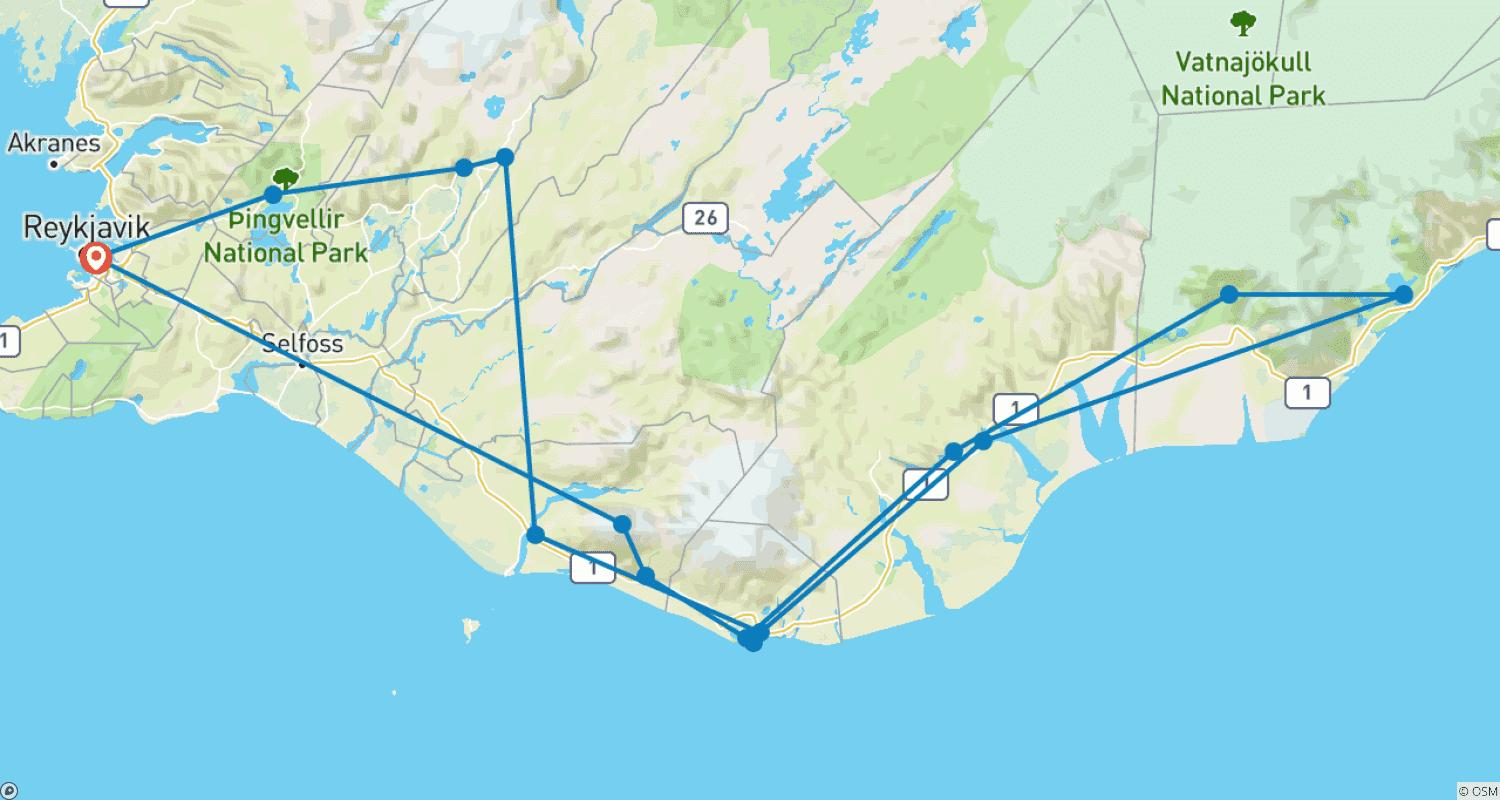 Vatnajökull
National Park
Akranes
Reykjavik
Þingvellir
National Park
26
Selfoss
1
1
1
1
1
© OSM